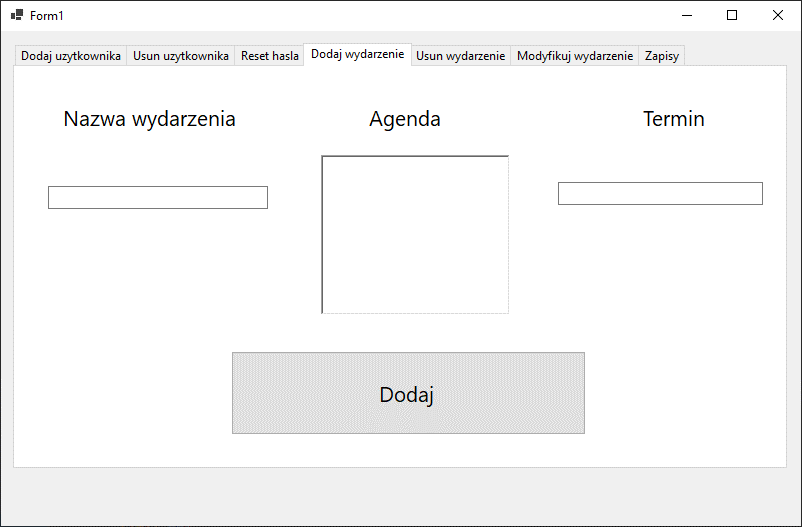 Form1
Dodaj uzytkownika Usun uzytkownika Reset hasla Dodaj wydarzenie Usun wydarzenie Modyfikuj wydarzenie Zapisy
Nazwa wydarzenia Agenda Termin
Dodaj